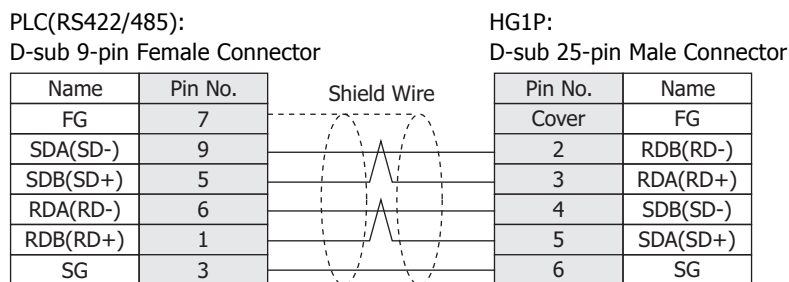 PLC(RS422/485): HG1P:
D-sub 9-pin Female Connector D-sub 25-pin Male Connector
Name Pin No. Shield Wire Pin No. Name
FG 7 Cover FG
SDA(SD-) 9 2 RDB(RD-)
SDB(SD+) 5 3 RDA(RD+)
RDA(RD-) 6 4 SDB(SD-)
RDB(RD+) 1 5 SDA(SD+)
SG 3 6 SG